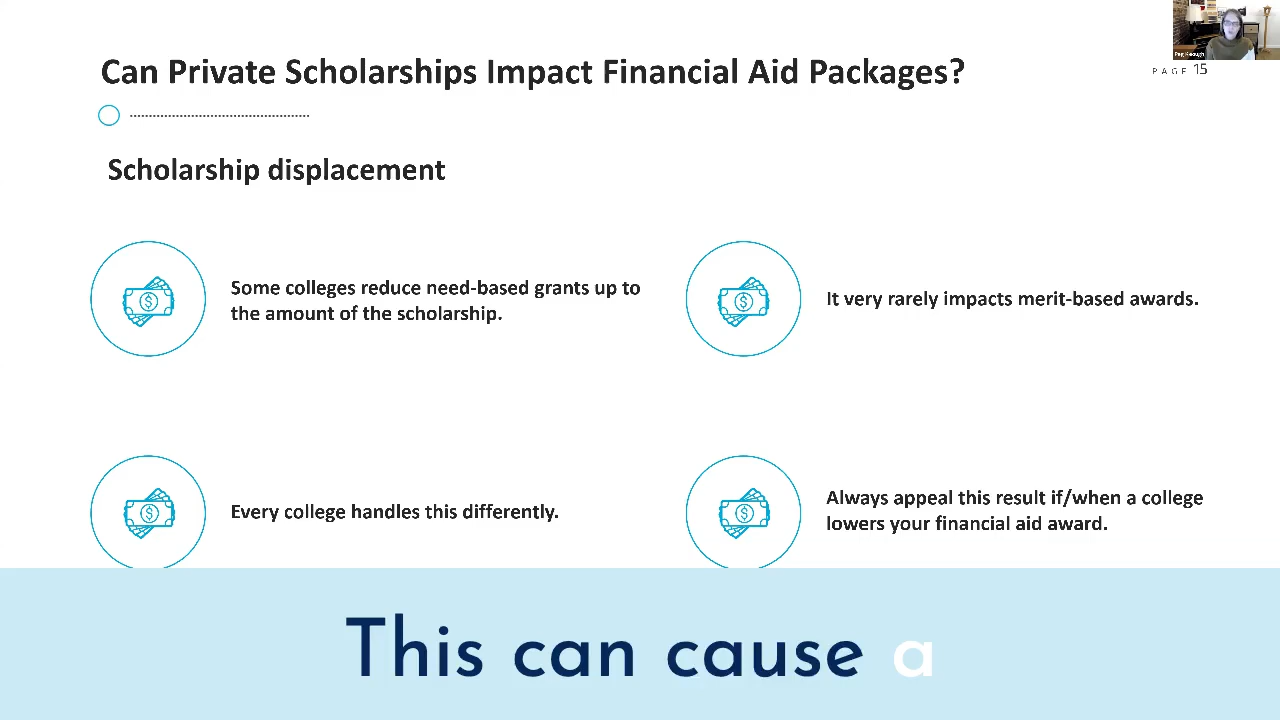 Can Private Scholarships Impact Financial Aid Packages?
PAGE 15
Scholarship displacement
Some colleges reduce need-based grants up to
the amount of the scholarship.
It very rarely impacts merit-based awards.
Every college handles this differently.
Always appeal this result if/when a college
lowers your financial aid award.
This can cause a
Peg Keough